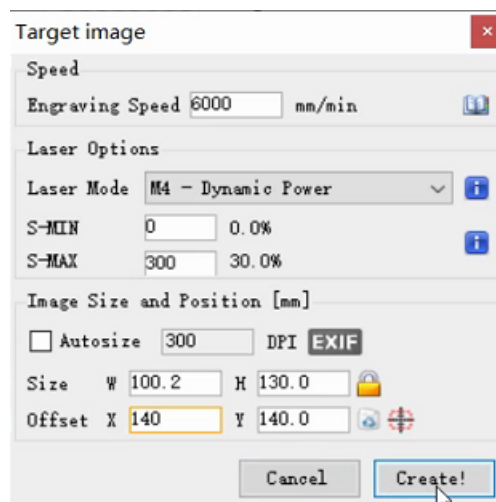 Target image
Speed
Engraving Speed 6000 mm/min
Laser Options
Laser Mode M4 - Dynamic Power
S-MIN 0 0.0%
S-MAX 300 30.0%
Image Size and Position [mm]
Autosize 300 DPI EXIF
Size W 100.2 H 130.0
Offset X 140 Y 140.0
Cancel Create!